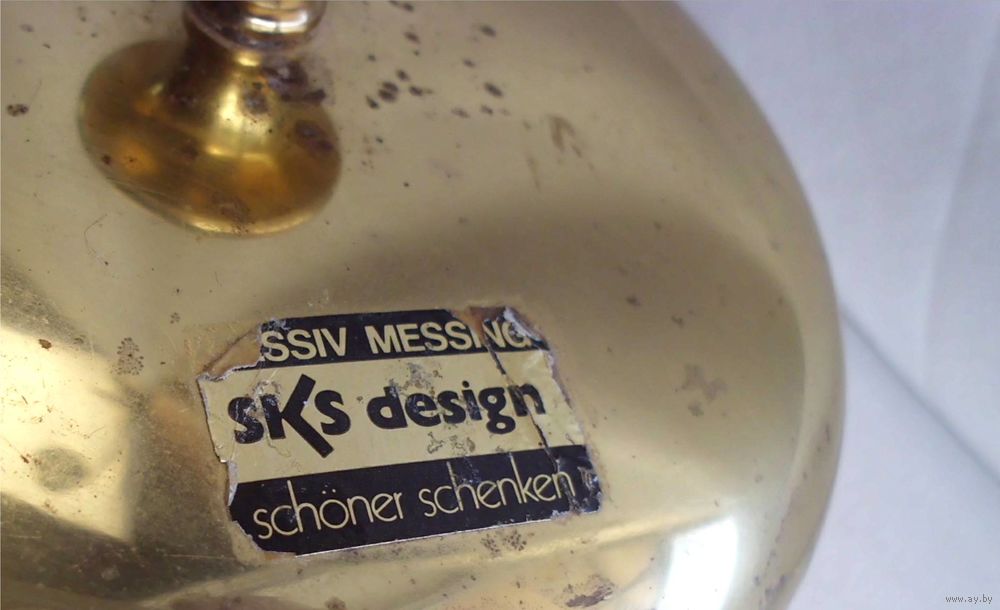 SSIV MESSING
sKs design
schöner schenken
www.ay.by